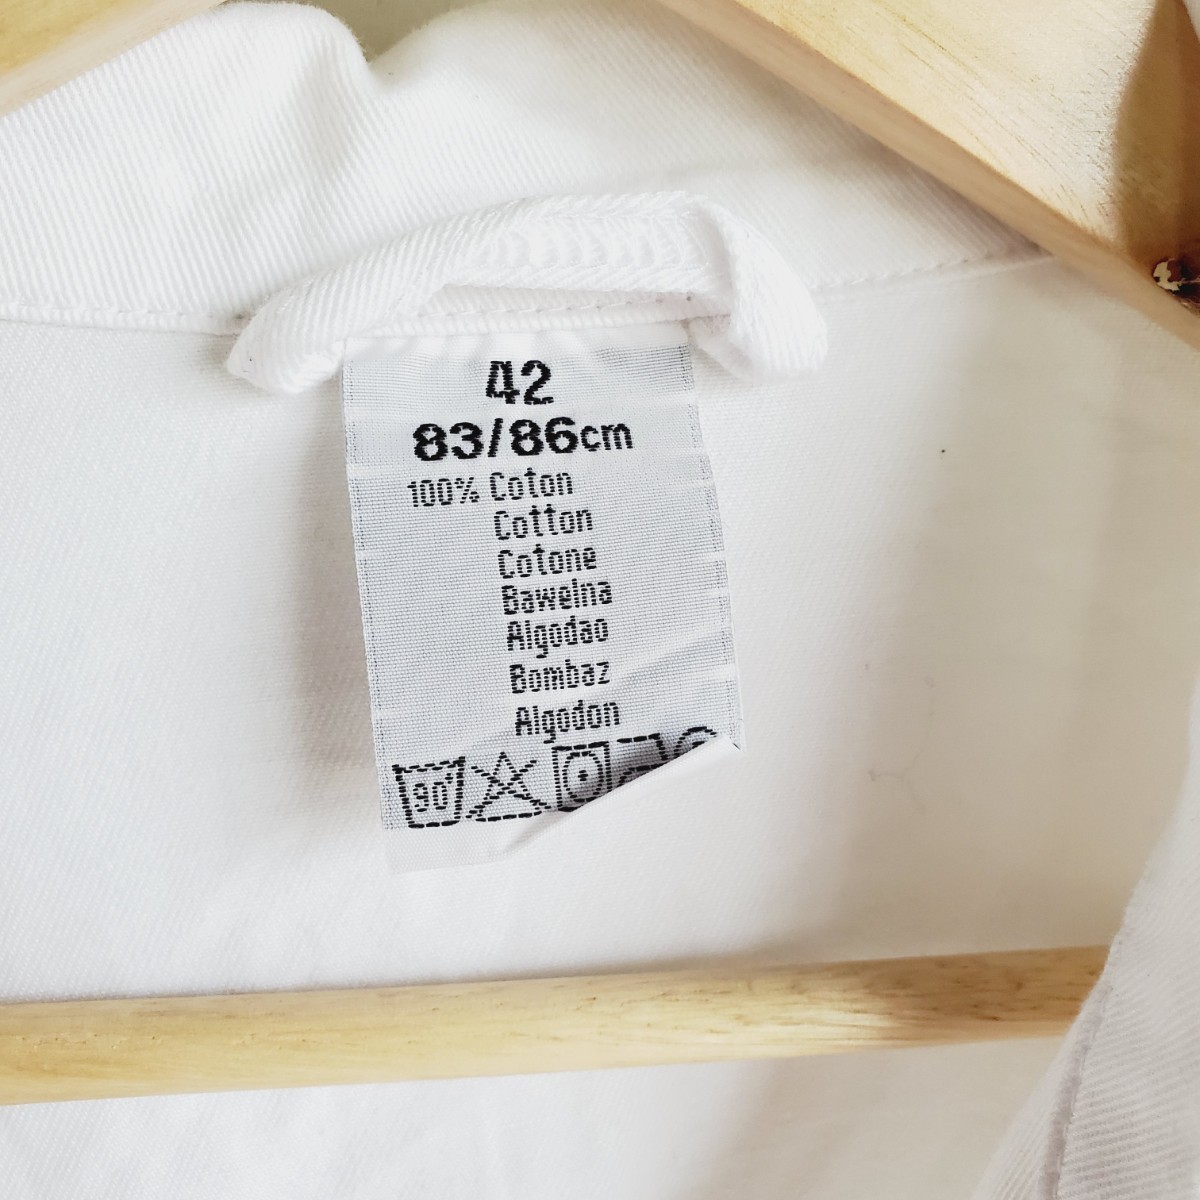 42
83/86cm
100% Coton
Cotton
Cotone
Bawelna
Algodao
Bombaz
Algodon
90°